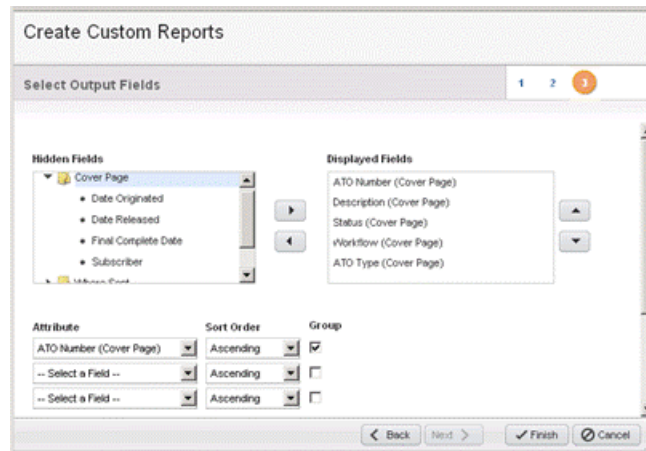 Create Custom Reports
Select Output Fields
1 2 3
Hidden Fields
Cover Page
Date Originated
Date Released
Final Complete Date
Subscriber
Displayed Fields
ATO Number (Cover Page)
Description (Cover Page)
Status (Cover Page)
Workflow (Cover Page)
ATO Type (Cover Page)
Attribute Sort Order Group
ATO Number (Cover Page) Ascending
-- Select a Field -- Ascending
-- Select a Field -- Ascending
Back Next Finish Cancel